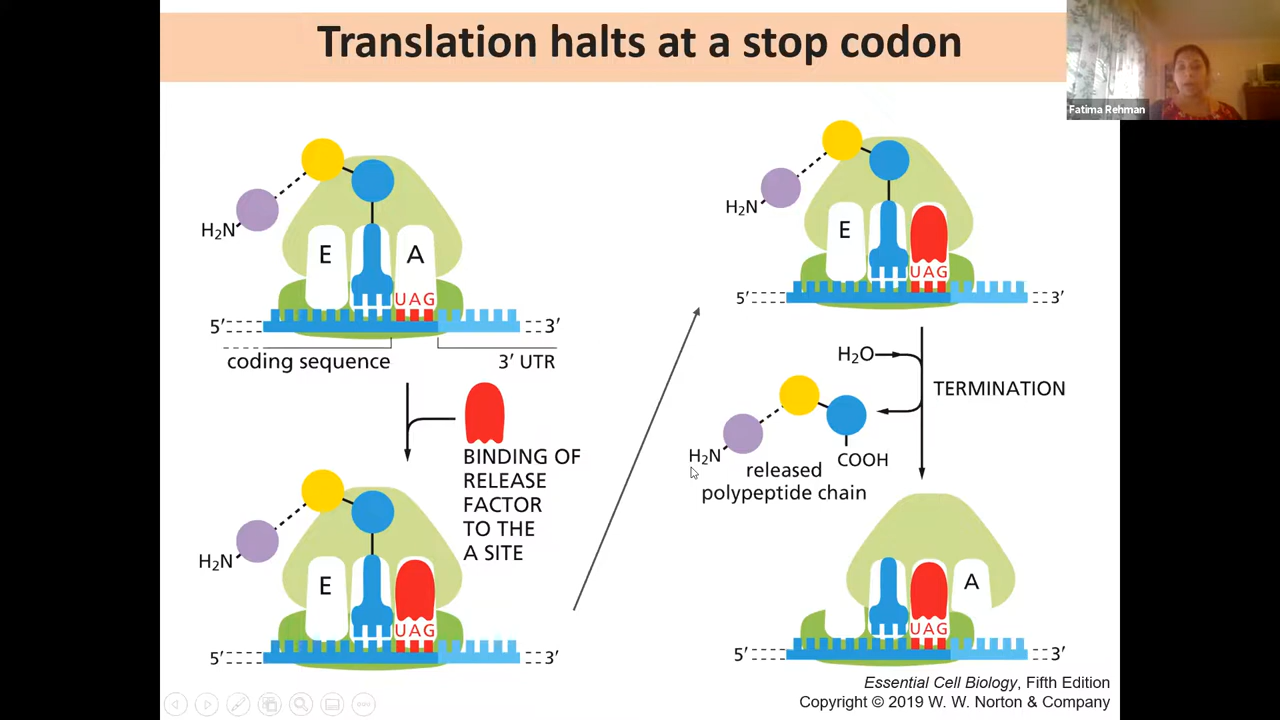 Translation halts at a stop codon
Fatima Rehman
H₂N
E
A
UAG
5′
3′
coding sequence
3′ UTR
BINDING OF
RELEASE
FACTOR
TO THE
A SITE
H₂N
E
UAG
5′
3′
H₂N
E
UAG
5′
3′
H₂O
TERMINATION
H₂N
COOH
released
polypeptide chain
A
UAG
5′
3′
Essential Cell Biology, Fifth Edition
Copyright © 2019 W. W. Norton & Company